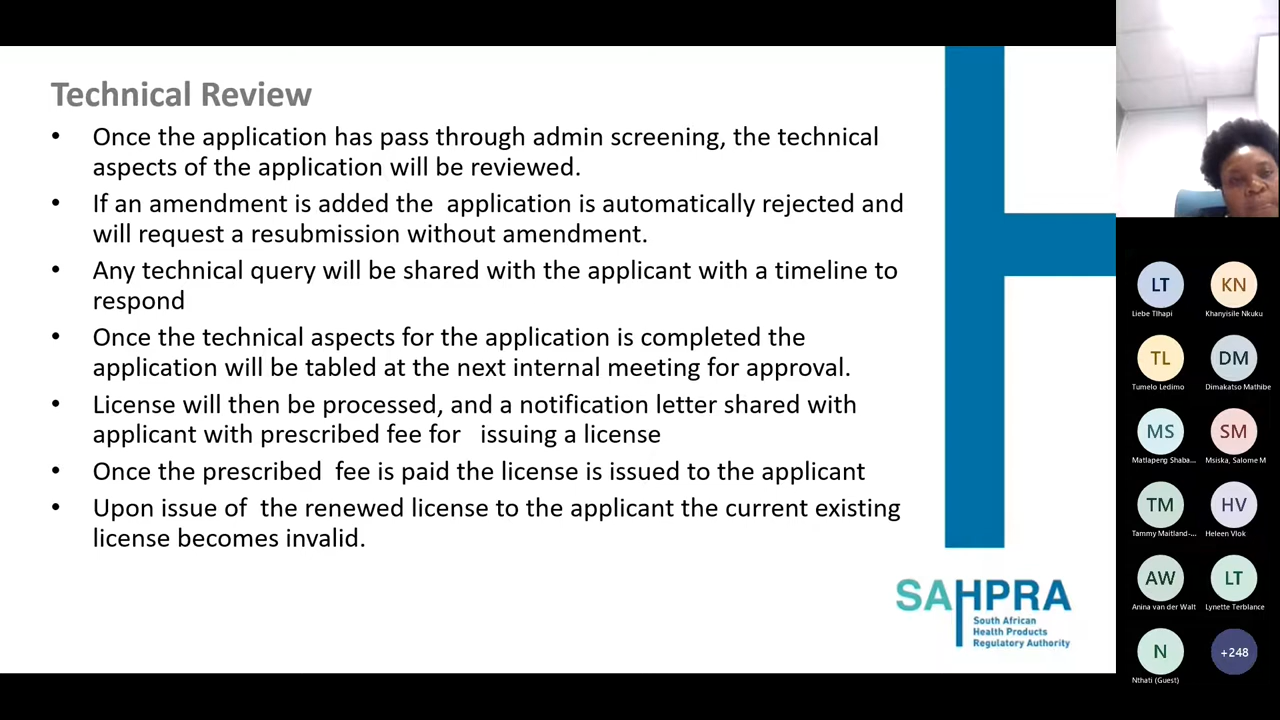 Technical Review
• Once the application has pass through admin screening, the technical
aspects of the application will be reviewed.
• If an amendment is added the  application is automatically rejected and
will request a resubmission without amendment.
• Any technical query will be shared with the applicant with a timeline to
respond
• Once the technical aspects for the application is completed the
application will be tabled at the next internal meeting for approval.
• License will then be processed, and a notification letter shared with
applicant with prescribed fee for   issuing a license
• Once the prescribed  fee is paid the license is issued to the applicant
• Upon issue of  the renewed license to the applicant the current existing
license becomes invalid.
SAHPRA
South African
Health Products
Regulatory Authority
LT
Liebe Tlhapi
KN
Khanyisile Nkuku
TL
Tumelo Ledimo
DM
Dimakatso Mathibe
MS
Matlapeng Shaba...
SM
Msiska, Salome M
TM
Tammy Maitland-...
HV
Heleen Vlok
AW
Anina van der Walt
LT
Lynette Terblance
N
Nthati (Guest)
+248